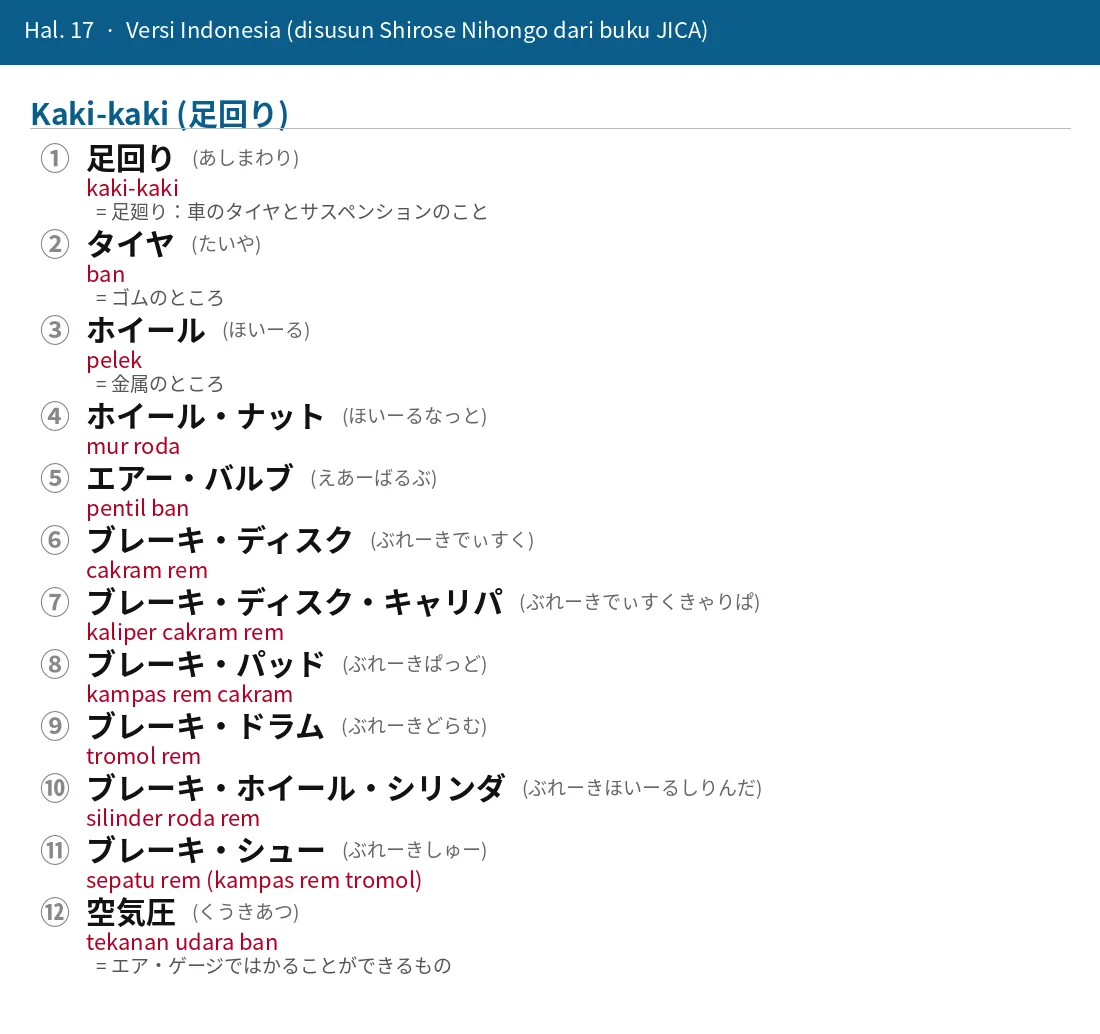 Hal. 17 · Versi Indonesia (disusun Shirose Nihongo dari buku JICA)
Kaki-kaki (足回り)
① 足回り (あしまわり)
kaki-kaki
= 足廻り：車のタイヤとサスペンションのこと
② タイヤ (たいや)
ban
= ゴムのところ
③ ホイール (ほいーる)
pelek
= 金属のところ
④ ホイール・ナット (ほいーるなっと)
mur roda
⑤ エアー・バルブ (えあーばるぶ)
pentil ban
⑥ ブレーキ・ディスク (ぶれーきでぃすく)
cakram rem
⑦ ブレーキ・ディスク・キャリパ (ぶれーきでぃすくきゃりぱ)
kaliper cakram rem
⑧ ブレーキ・パッド (ぶれーきぱっど)
kampas rem cakram
⑨ ブレーキ・ドラム (ぶれーきどらむ)
tromol rem
⑩ ブレーキ・ホイール・シリンダ (ぶれーきほいーるしりんだ)
silinder roda rem
⑪ ブレーキ・シュー (ぶれーきしゅー)
sepatu rem (kampas rem tromol)
⑫ 空気圧 (くうきあつ)
tekanan udara ban
= エア・ゲージではかることができるもの